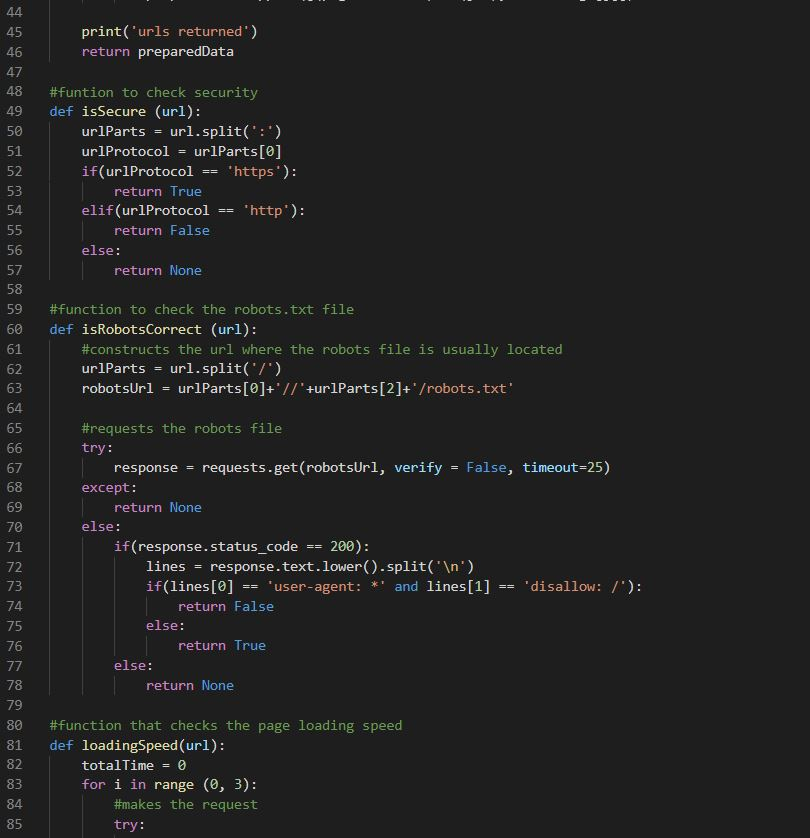 44
45 print('urls returned')
46 return preparedData
47
48 #funtion to check security
49 def isSecure (url):
50 urlParts = url.split(':')
51 urlProtocol = urlParts[0]
52 if(urlProtocol == 'https'):
53 return True
54 elif(urlProtocol == 'http'):
55 return False
56 else:
57 return None
58
59 #function to check the robots.txt file
60 def isRobotsCorrect (url):
61 #constructs the url where the robots file is usually located
62 urlParts = url.split('/')
63 robotsUrl = urlParts[0]+'//'+urlParts[2]+'/robots.txt'
64
65 #requests the robots file
66 try:
67 response = requests.get(robotsUrl, verify = False, timeout=25)
68 except:
69 return None
70 else:
71 if(response.status_code == 200):
72 lines = response.text.lower().split('\n')
73 if(lines[0] == 'user-agent: *' and lines[1] == 'disallow: /'):
74 return False
75 else:
76 return True
77 else:
78 return None
79
80 #function that checks the page loading speed
81 def loadingSpeed(url):
82 totalTime = 0
83 for i in range (0, 3):
84 #makes the request
85 try: